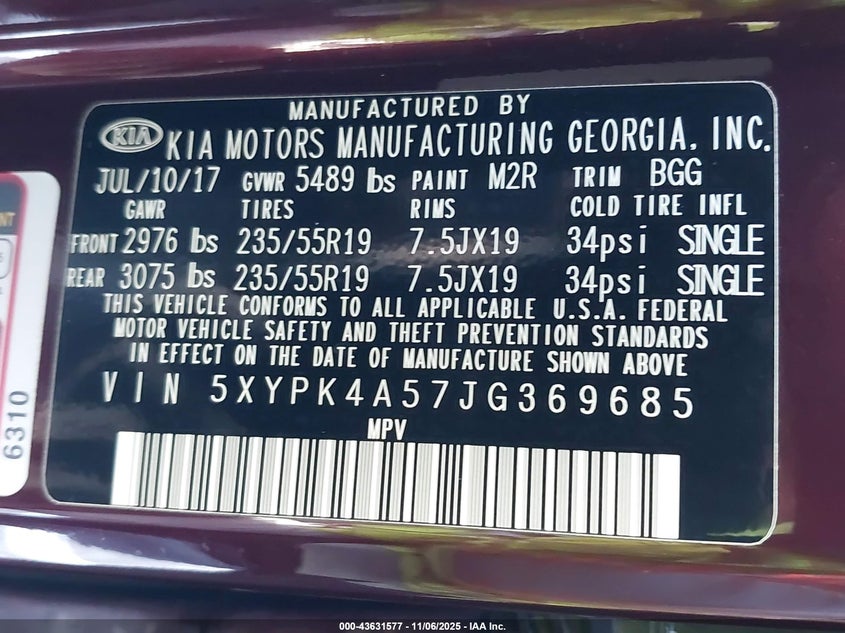 MANUFACTURED BY
KIA KIA MOTORS MANUFACTURING GEORGIA, INC.
JUL/10/17 GVWR 5489 lbs PAINT M2R TRIM BGG
GAWR TIRES RIMS COLD TIRE INFL
FRONT 2976 lbs 235/55R19 7.5JX19 34psi SINGLE
REAR 3075 lbs 235/55R19 7.5JX19 34psi SINGLE
THIS VEHICLE CONFORMS TO ALL APPLICABLE U.S.A. FEDERAL
MOTOR VEHICLE SAFETY AND THEFT PREVENTION STANDARDS
IN EFFECT ON THE DATE OF MANUFACTURE SHOWN ABOVE
VIN 5XYPK4A57JG369685
MPV
6310
000-43631577 - 11/06/2025 - IAA Inc.